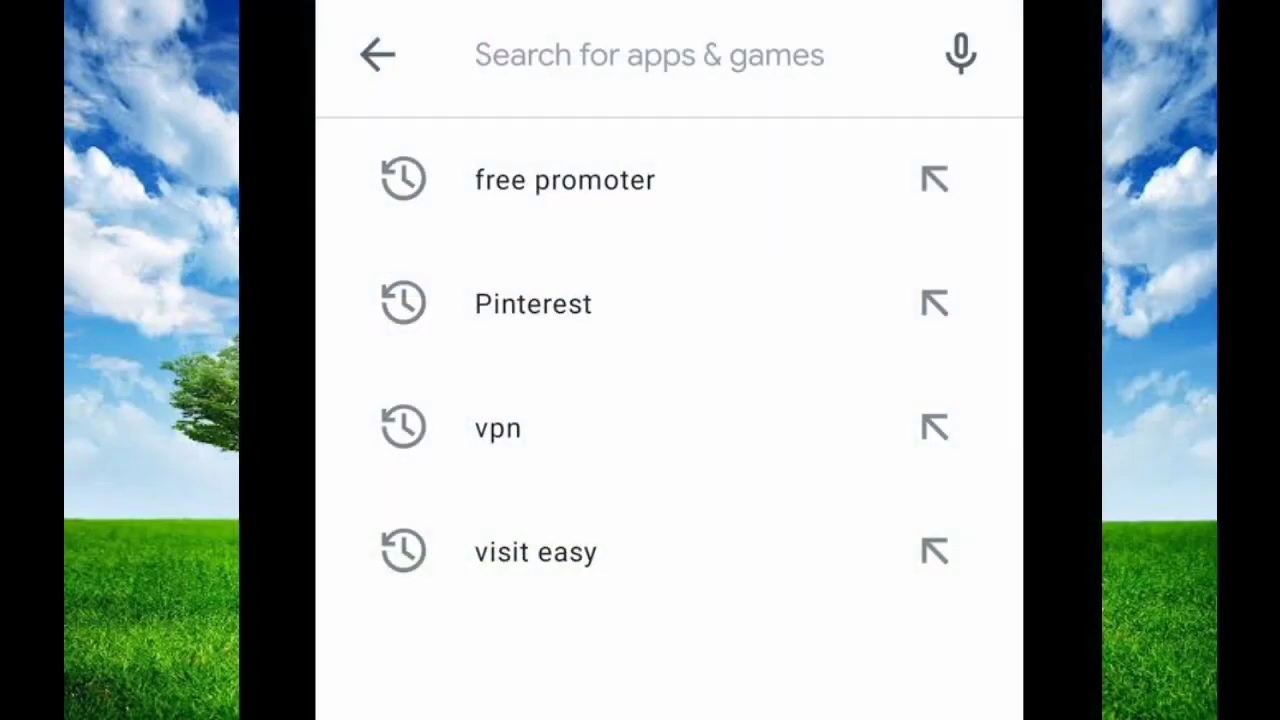 Search for apps & games
free promoter
Pinterest
vpn
visit easy